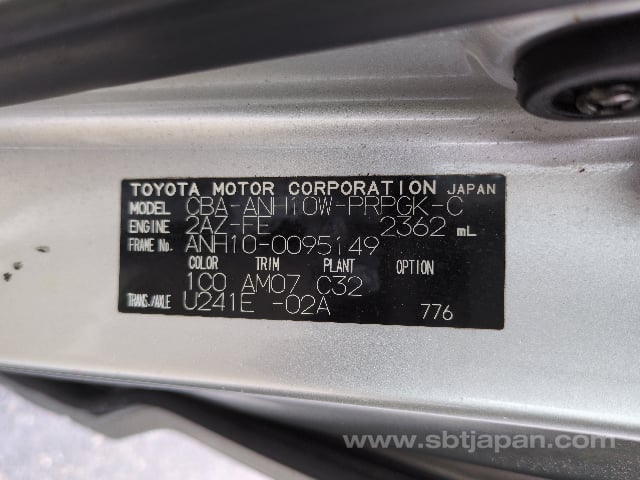 TOYOTA MOTOR CORPORATION JAPAN
MODEL CBA-ANH10W-PRPGK-C
ENGINE 2AZ-FE 2362 mL
FRAME No. ANH10-0095149
COLOR TRIM PLANT OPTION
1C0 AM07 C32
TRANS./AXLE U241E -02A 776
www.sbtjapan.com